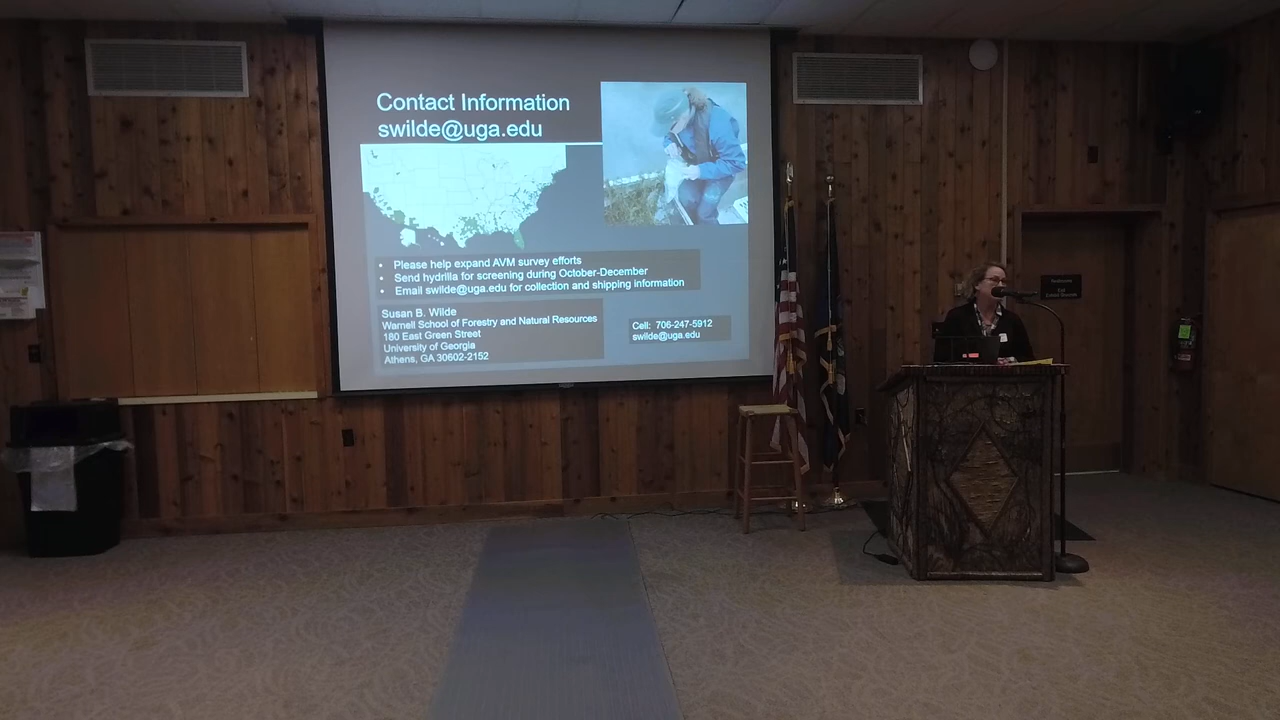 Contact Information
swilde@uga.edu
• Please help expand AVM survey efforts
• Send hydrilla for screening during October-December
• Email swilde@uga.edu for collection and shipping information
Susan B. Wilde
Warnell School of Forestry and Natural Resources
180 East Green Street
University of Georgia
Athens, GA 30602-2152
Cell: 706-247-5912
swilde@uga.edu